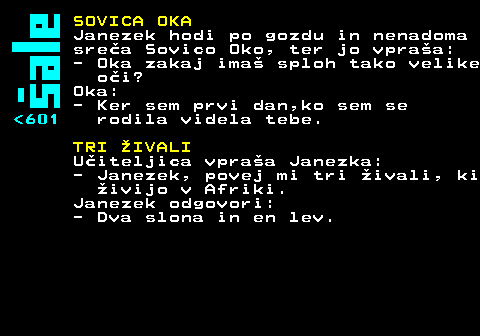 Šale
<601
SOVICA OKA
Janezek hodi po gozdu in nenadoma
sreča Sovico Oko, ter jo vpraša:
- Oka zakaj imaš sploh tako velike
oči?
Oka:
- Ker sem prvi dan,ko sem se
rodila videla tebe.
TRI ŽIVALI
Učiteljica vpraša Janezka:
- Janezek, povej mi tri živali, ki
živijo v Afriki.
Janezek odgovori:
- Dva slona in en lev.